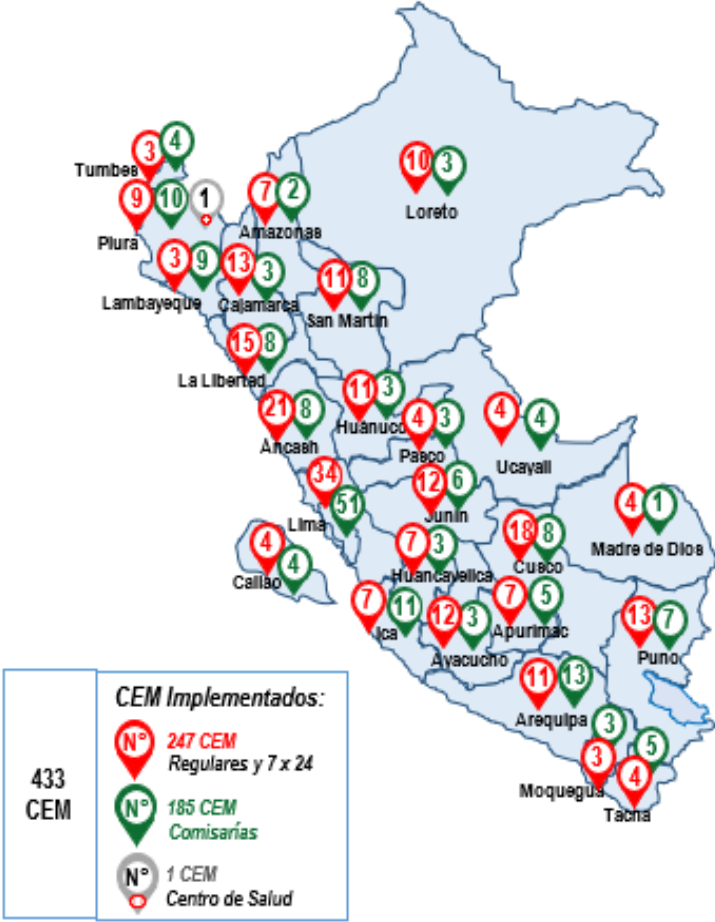 3 4
Tumbes
9 10 1
Piura
7 2
Amazonas
10 3
Loreto
3 9
Lambayeque
13 3
Cajamarca
11 8
San Martin
15 8
La Libertad
21 8
Ancash
11 3
Huánuco
4 3
Pasco
4 4
Ucayali
34 51
Lima
12 6
Junín
4 1
Madre de Dios
4 4
Callao
7 3
Huancavelica
18 8
Cusco
7 11
Ica
12 3
Ayacucho
7 5
Apurimac
13 7
Puno
11 13
Arequipa
3
3
Moquegua
5
4
Tacna
433
CEM
CEM Implementados:
N° 247 CEM
Regulares y 7 x 24
N° 185 CEM
Comisarías
N° 1 CEM
Centro de Salud